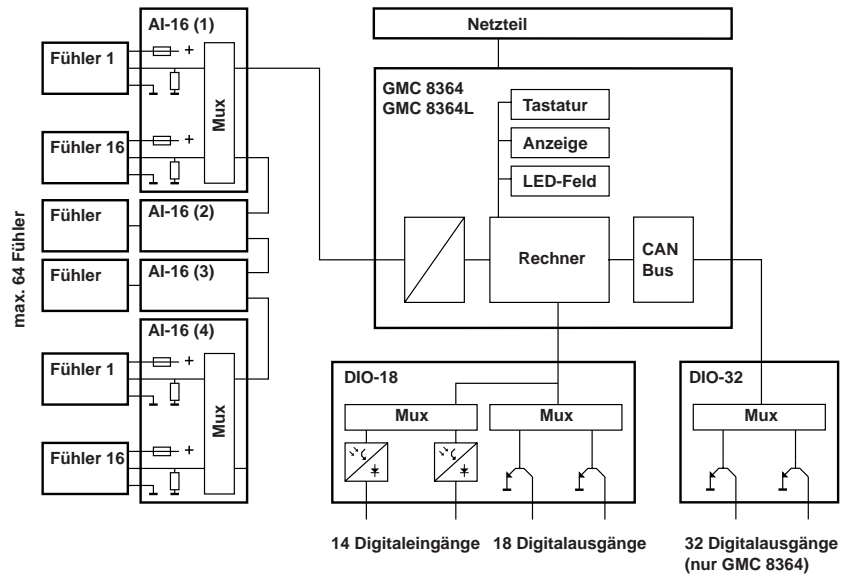 AI-16 (1)
Netzteil
Fühler 1
+
Mux
Fühler 16
+
GMC 8364
GMC 8364L
Tastatur
Anzeige
LED-Feld
max. 64 Fühler
Fühler
AI-16 (2)
Fühler
AI-16 (3)
Rechner
CAN
Bus
AI-16 (4)
Fühler 1
+
Mux
Fühler 16
+
DIO-18
Mux
Mux
DIO-32
Mux
14 Digitaleingänge
18 Digitalausgänge
32 Digitalausgänge
(nur GMC 8364)